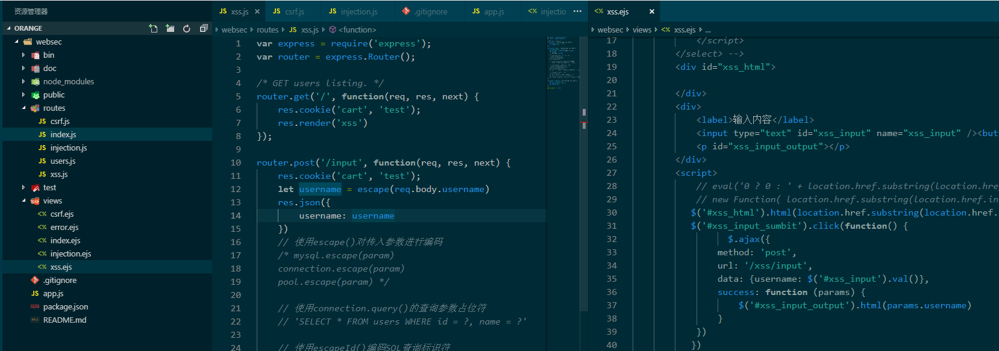 资源管理器
ORANGE
websec
bin
doc
node_modules
public
routes
JS csrf.js
JS index.js
JS injection.js
JS users.js
JS xss.js
test
views
<% csrf.ejs
<% error.ejs
<% index.ejs
<% injection.ejs
<% xss.ejs
.gitignore
JS app.js
package.json
README.md
JS xss.js × JS csrf.js JS injection.js .gitignore JS app.js <% injectio ···
websec routes JS xss.js <function>
1 var express = require('express');
2 var router = express.Router();
3
4 /* GET users listing. */
5 router.get('/', function(req, res, next) {
6 res.cookie('cart', 'test');
7 res.render('xss')
8 });
9
10 router.post('/input', function(req, res, next) {
11 res.cookie('cart', 'test');
12 let username = escape(req.body.username)
13 res.json({
14 username: username
15 })
16 // 使用escape()对传入参数进行编码
17 /* mysql.escape(param)
18 connection.escape(param)
19 pool.escape(param) */
20
21 // 使用connection.query()的查询参数占位符
22 // 'SELECT * FROM users WHERE id = ?, name = ?'
23
24 // 使用escapeId()编码SQL查询标识符
<% xss.ejs ×
websec views <% xss.ejs ...
17 </script>
18 </select> -->
19 <div id="xss_html">
20
21 </div>
22 <div>
23 <label>输入内容</label>
24 <input type="text" id="xss_input" name="xss_input" /><but
25 <p id="xss_input_output"></p>
26 </div>
27 <script>
28 // eval('0 ? 0 : ' + location.href.substring(location.hre
29 // new Function( location.href.substring(location.href.in
30 $('#xss_html').html(location.href.substring(location.href.
31 $('#xss_input_sumbit').click(function() {
32 $.ajax({
33 method: 'post',
34 url: '/xss/input',
35 data: {username: $('#xss_input').val()},
36 success: function (params) {
37 $('#xss_input_output').html(params.username)
38 }
39 })
40 })